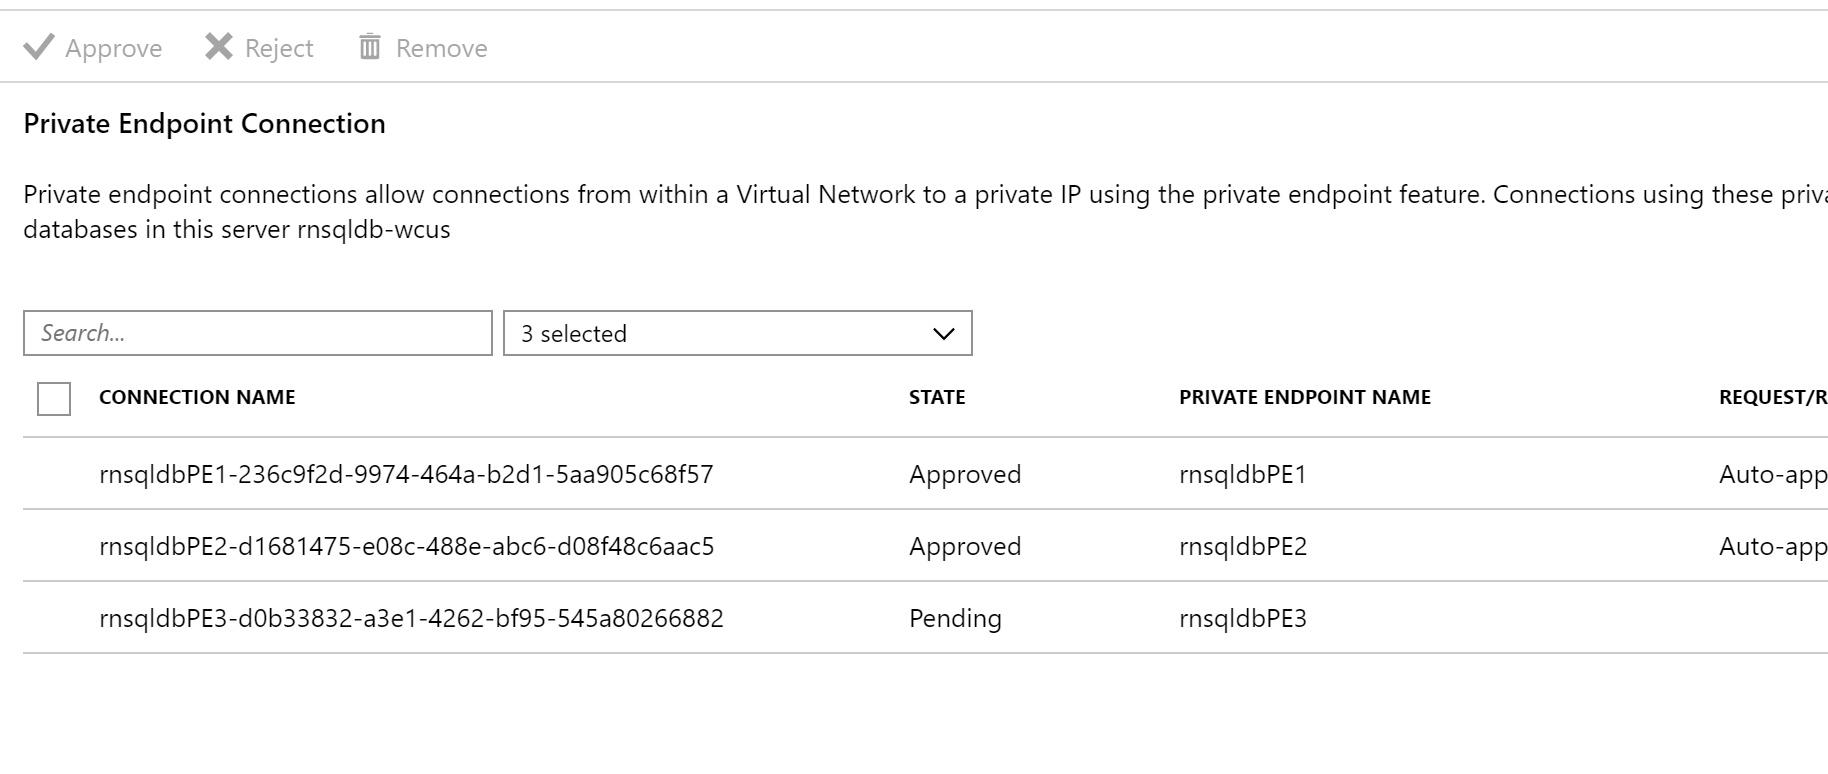 Approve Reject Remove
Private Endpoint Connection
Private endpoint connections allow connections from within a Virtual Network to a private IP using the private endpoint feature. Connections using these priva
databases in this server rnsqldb-wcus
Search... 3 selected
CONNECTION NAME STATE PRIVATE ENDPOINT NAME REQUEST/R
rnsqldbPE1-236c9f2d-9974-464a-b2d1-5aa905c68f57 Approved rnsqldbPE1 Auto-app
rnsqldbPE2-d1681475-e08c-488e-abc6-d08f48c6aac5 Approved rnsqldbPE2 Auto-app
rnsqldbPE3-d0b33832-a3e1-4262-bf95-545a80266882 Pending rnsqldbPE3